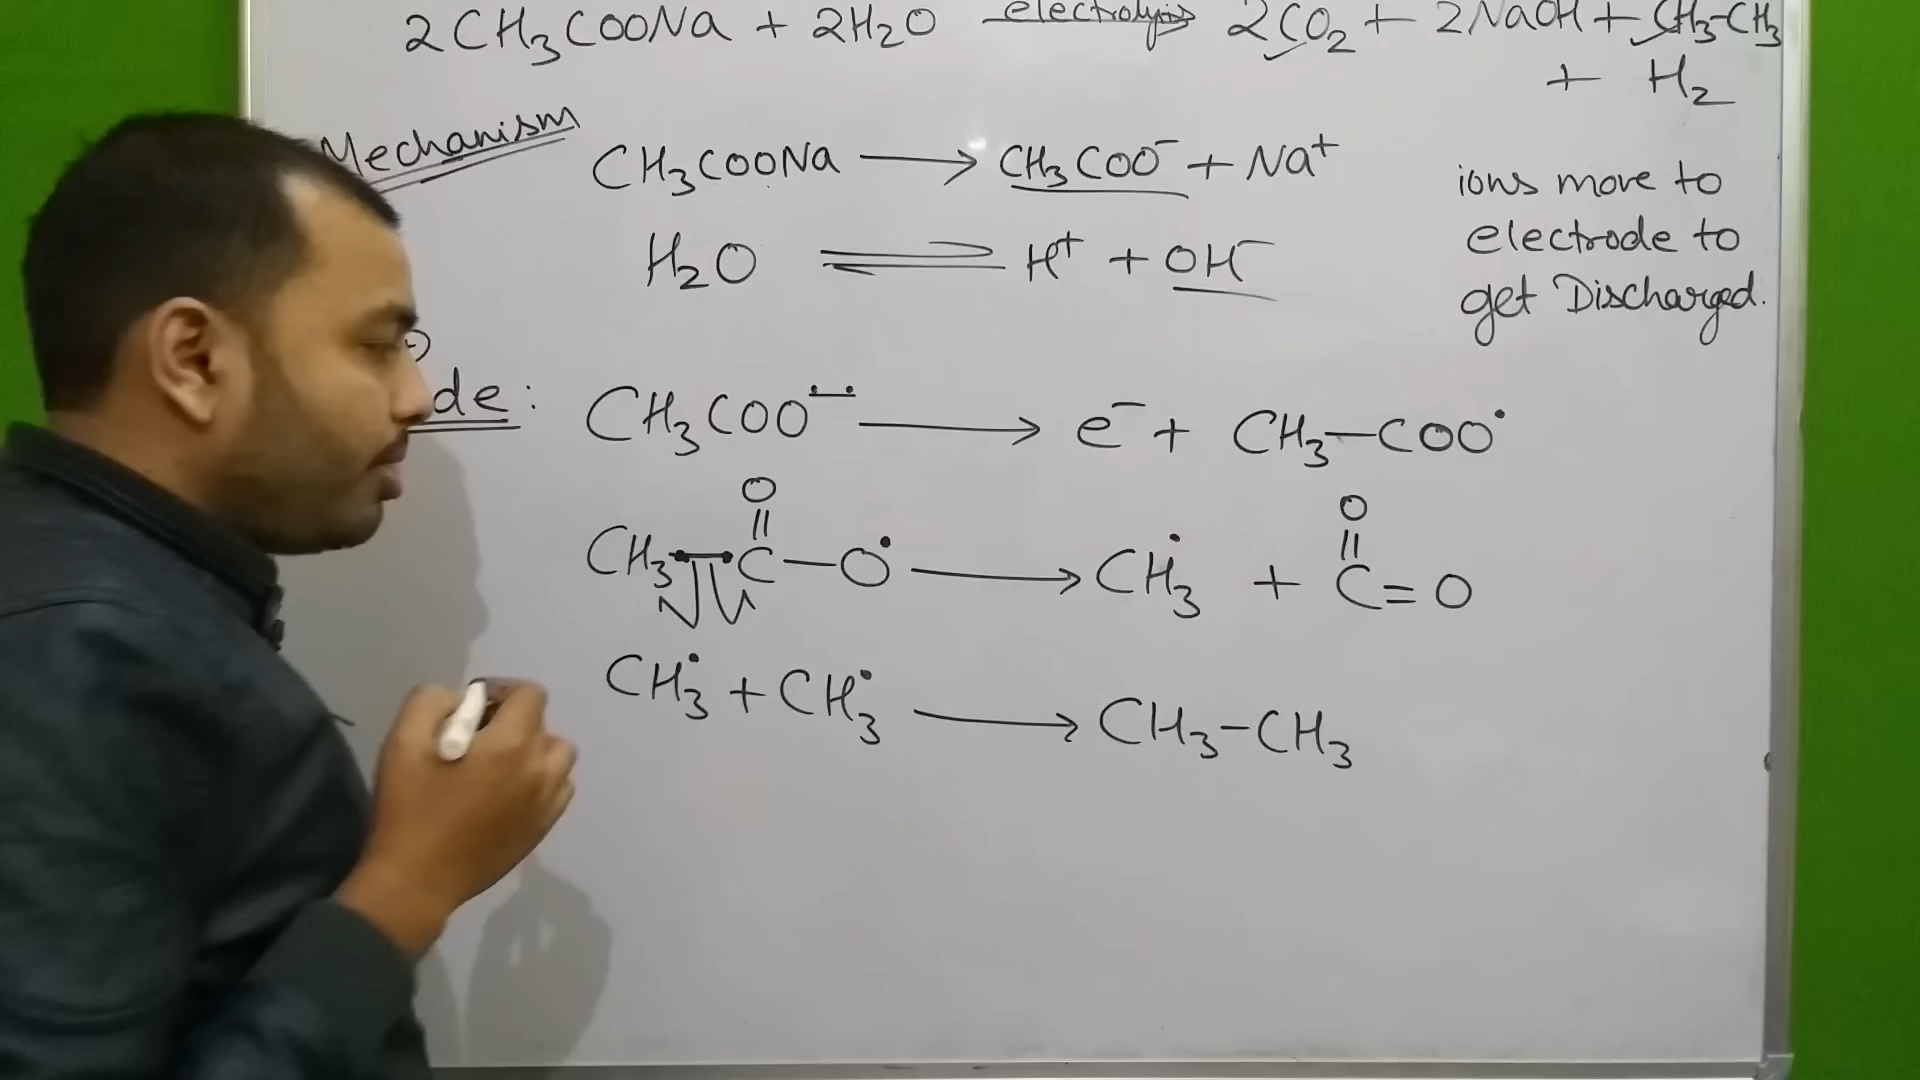 2CH₃COONa + 2H₂O electrolysis → 2CO₂ + 2NaOH + CH₃-CH₃
+ H₂
Mechanism
CH₃COONa → CH₃COO⁻ + Na⁺
H₂O ⇌ H⁺ + OH⁻
ions move to
electrode to
get Discharged.
de:
CH₃COO⁻ → e⁻ + CH₃-COO•
O
||
CH₃-C-O• → CH₃• + C=O
O
||
CH₃• + CH₃• → CH₃-CH₃